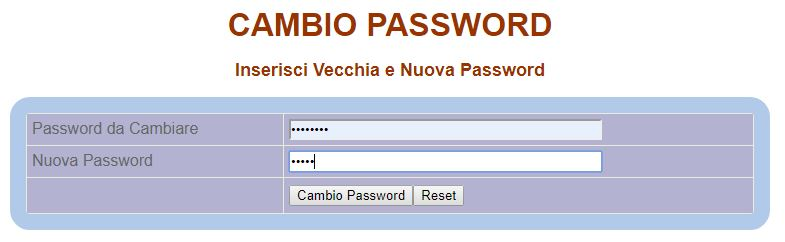 CAMBIO PASSWORD
Inserisci Vecchia e Nuova Password
Password da Cambiare ••••••••
Nuova Password •••••
Cambio Password Reset